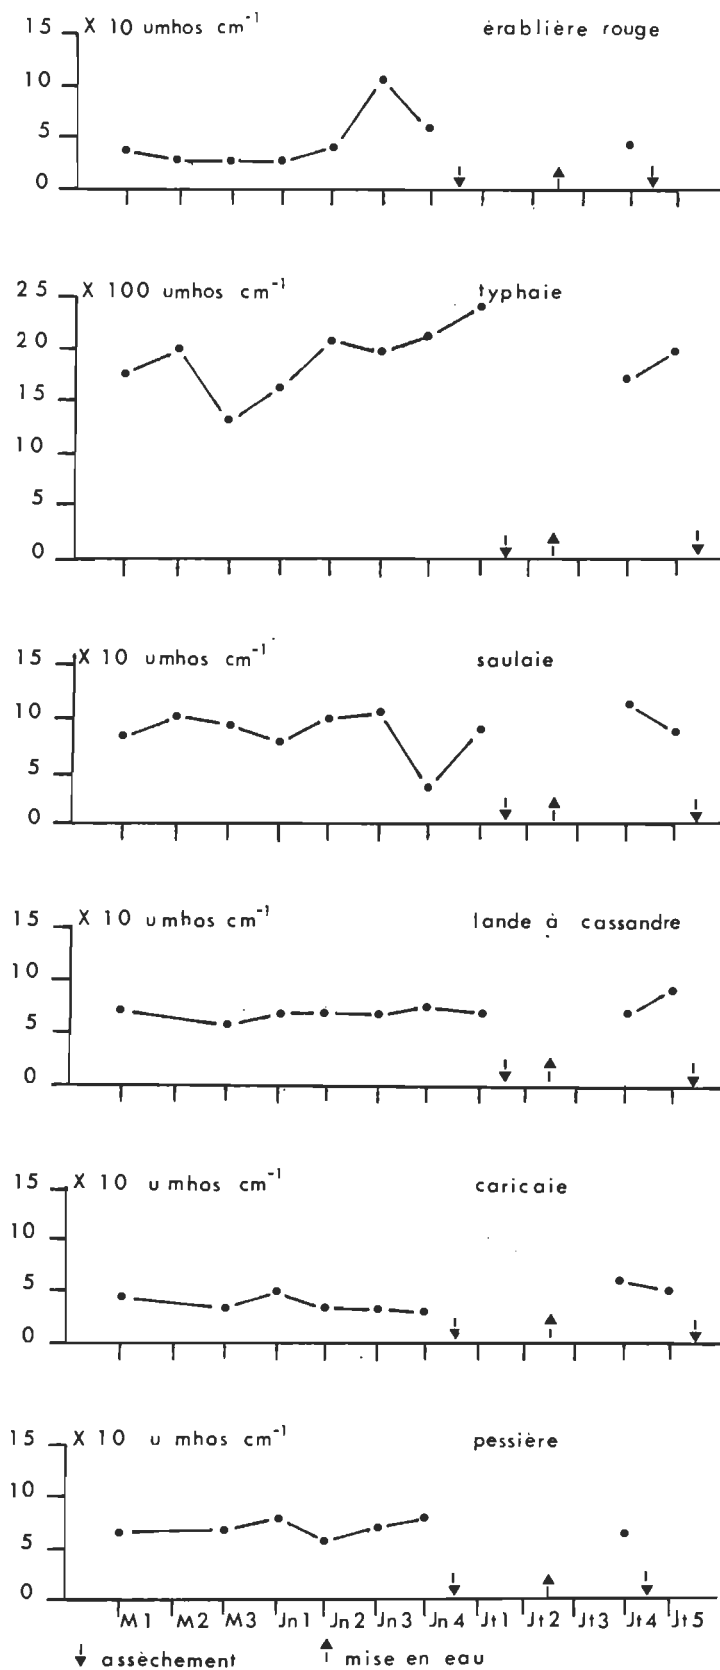 15 X 10 umhos cm-1 érablière rouge
10
5
0
25 X 100 umhos cm-1 typhaie
20
15
10
5
0
15 X 10 umhos cm-1 saulaie
10
5
0
15 X 10 umhos cm-1 lande à cassandre
10
5
0
15 X 10 umhos cm-1 caricaie
10
5
0
15 X 10 umhos cm-1 pessière
10
5
0
M1 M2 M3 Jn1 Jn2 Jn3 Jn4 Jt1 Jt2 Jt3 Jt4 Jt5
assèchement mise en eau